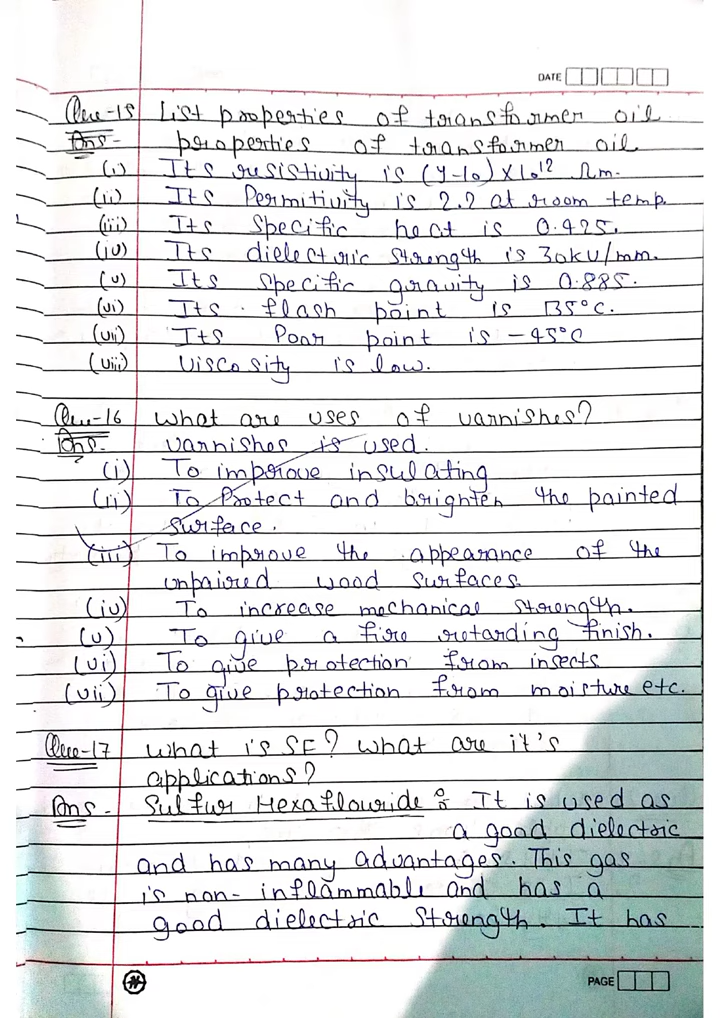 DATE
Que-15 List properties of transformer oil
Ans- properties of transformer oil
(i) Its resistivity is (4-10) X10¹² Ωm.
(ii) Its Permitivity is 2.2 at room temp.
(iii) Its Specific heat is 0.425.
(iv) Its dielectric strength is 30kv/mm.
(v) Its specific gravity is 0.885.
(vi) Its flash point is 135°C.
(vii) Its Poar point is -45°C
(viii) Viscosity is low.
Que-16 What are uses of varnishes?
Ans- varnishes is used.
(i) To improve insulating
(ii) To Protect and brighten the painted
surface.
(iii) To improve the appearance of the
unpaired wood surfaces
(iv) To increase mechanical strength.
(v) To give a fire retarding finish.
(vi) To give protection from insects
(vii) To give protection from moisture etc.
Que-17 What is SF? What are it's
applications?
Ans- Sulfur Hexaflouride : It is used as
a good dielectric
and has many advantages. This gas
is non-inflammable and has a
good dielectric strength. It has
PAGE